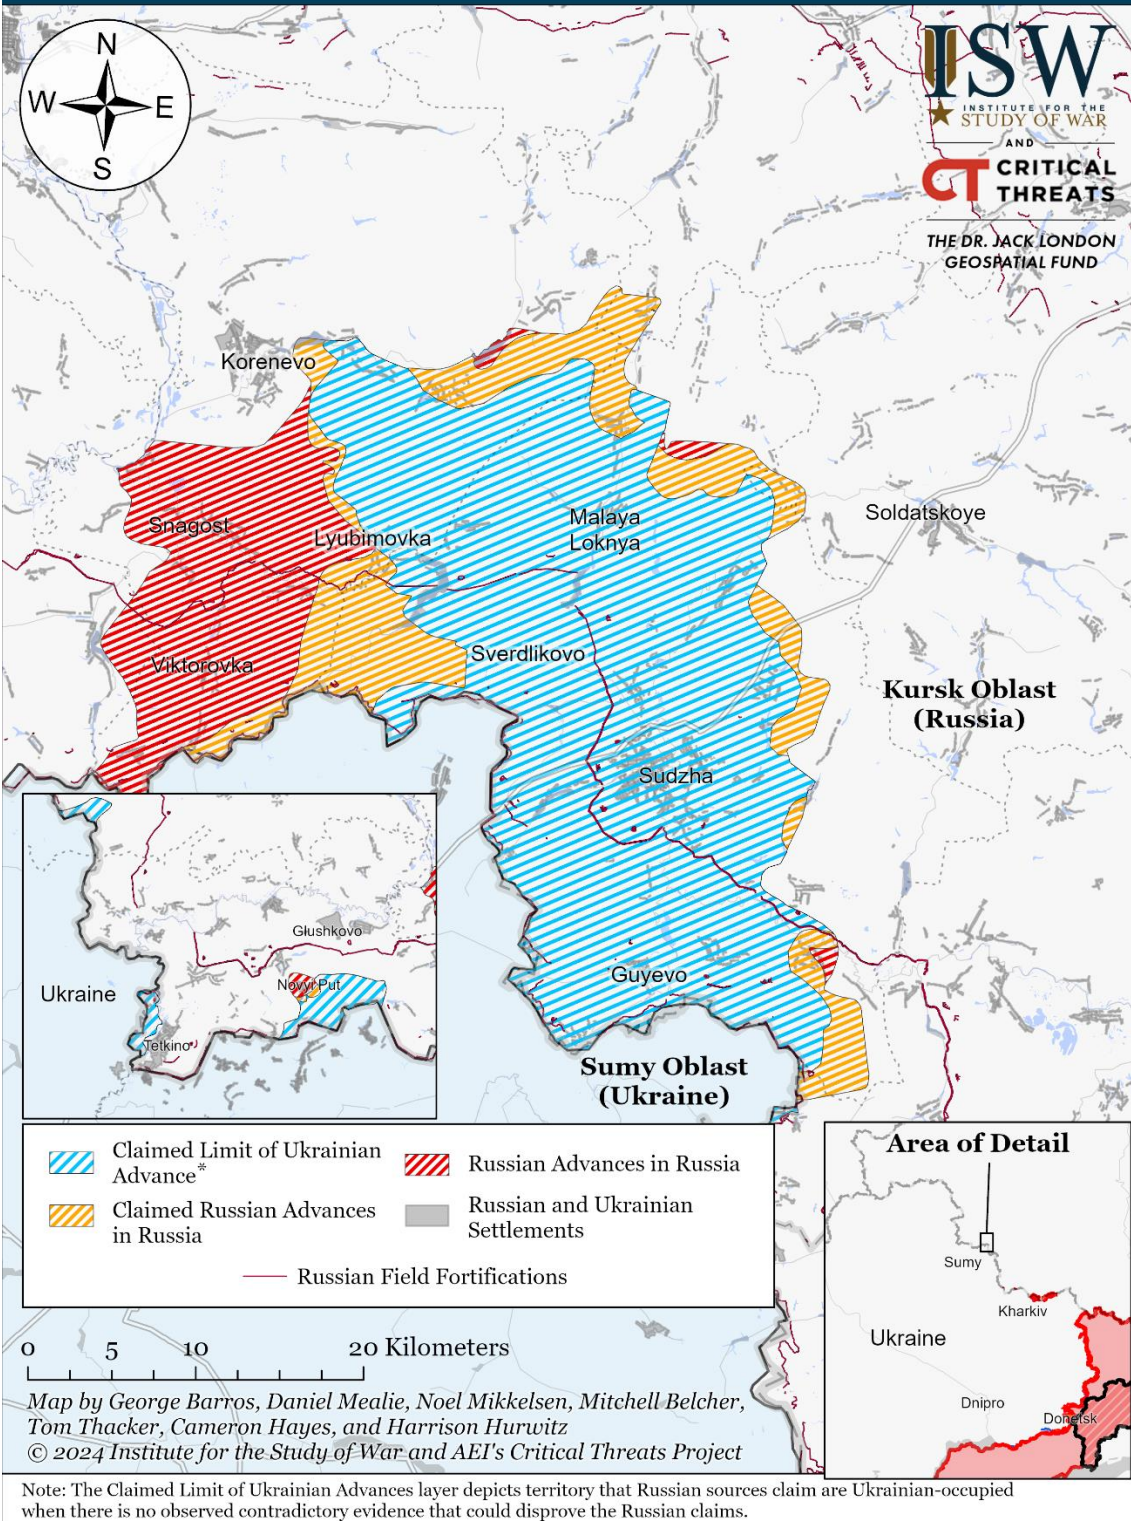 N
W
E
S
ISW
INSTITUTE FOR THE
STUDY OF WAR
AND
CT CRITICAL
THREATS
THE DR. JACK LONDON
GEOSPATIAL FUND
Korenevo
Snagost
Lyubimovka
Malaya
Loknya
Soldatskoye
Viktorovka
Sverdlikovo
Kursk Oblast
(Russia)
Sudzha
Guyevo
Sumy Oblast
(Ukraine)
Glushkovo
Ukraine
Novyi Put
Tetkino
Claimed Limit of Ukrainian
Advance*
Claimed Russian Advances
in Russia
Russian Advances in Russia
Russian and Ukrainian
Settlements
Russian Field Fortifications
Area of Detail
Sumy
Kharkiv
Ukraine
Dnipro
Donetsk
0 5 10 20 Kilometers
Map by George Barros, Daniel Mealie, Noel Mikkelsen, Mitchell Belcher,
Tom Thacker, Cameron Hayes, and Harrison Hurwitz
© 2024 Institute for the Study of War and AEI's Critical Threats Project
Note: The Claimed Limit of Ukrainian Advances layer depicts territory that Russian sources claim are Ukrainian-occupied
when there is no observed contradictory evidence that could disprove the Russian claims.